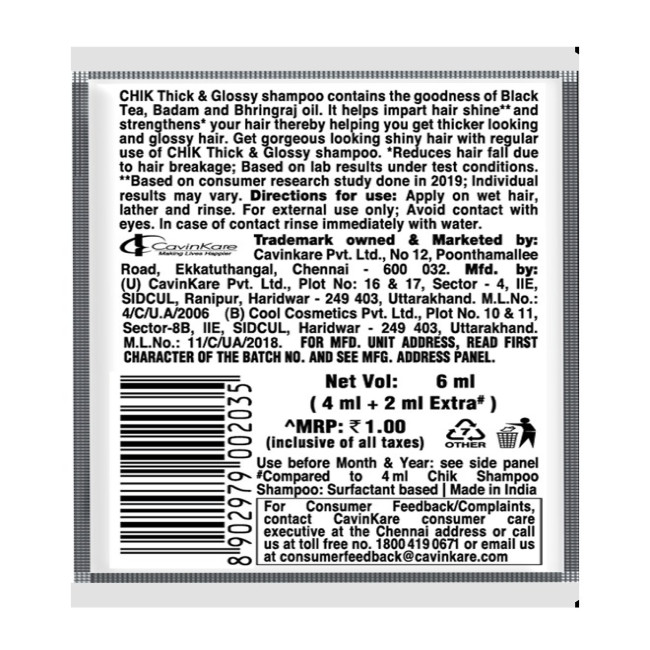 CHIK Thick & Glossy shampoo contains the goodness of Black
Tea, Badam and Bhringraj oil. It helps impart hair shine** and
strengthens* your hair thereby helping you get thicker looking
and glossy hair. Get gorgeous looking shiny hair with regular
use of CHIK Thick & Glossy shampoo. *Reduces hair fall due
to hair breakage; Based on lab results under test conditions.
**Based on consumer research study done in 2019; Individual
results may vary. Directions for use: Apply on wet hair,
lather and rinse. For external use only; Avoid contact with
eyes. In case of contact rinse immediately with water.
CavinKare
Making Lives Happier
Trademark owned & Marketed by:
Cavinkare Pvt. Ltd., No 12, Poonthamallee
Road, Ekkatuthangal, Chennai - 600 032. Mfd. by:
(U) CavinKare Pvt. Ltd., Plot No: 16 & 17, Sector - 4, IIE,
SIDCUL, Ranipur, Haridwar - 249 403, Uttarakhand. M.L.No.:
4/C/U.A/2006 (B) Cool Cosmetics Pvt. Ltd., Plot No. 10 & 11,
Sector-8B, IIE, SIDCUL, Haridwar - 249 403, Uttarakhand.
M.L.No.: 11/C/UA/2018. FOR MFD. UNIT ADDRESS, READ FIRST
CHARACTER OF THE BATCH NO. AND SEE MFG. ADDRESS PANEL.
8 902979 002035
Net Vol: 6 ml
( 4 ml + 2 ml Extra# )
^MRP: ₹ 1.00
(inclusive of all taxes)
7
OTHER
Use before Month & Year: see side panel
#Compared to 4 ml Chik Shampoo
Shampoo: Surfactant based | Made in India
For Consumer Feedback/Complaints,
contact CavinKare consumer care
executive at the Chennai address or call
us at toll free no. 1800 419 0671 or email us
at consumerfeedback@cavinkare.com